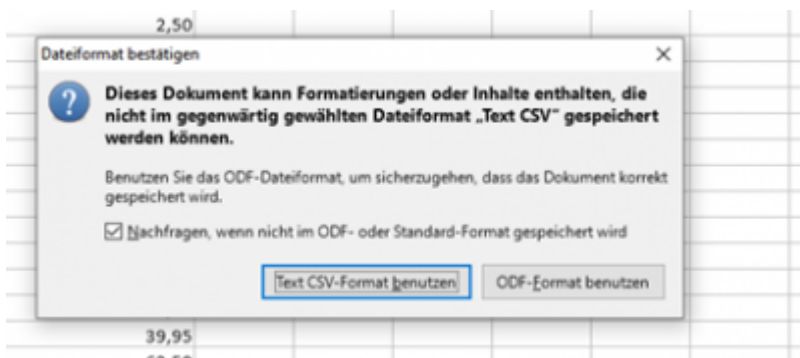 2,50
Dateiformat bestätigen
Dieses Dokument kann Formatierungen oder Inhalte enthalten, die
nicht im gegenwärtig gewählten Dateiformat „Text CSV“ gespeichert
werden können.
Benutzen Sie das ODF-Dateiformat, um sicherzugehen, dass das Dokument korrekt
gespeichert wird.
Nachfragen, wenn nicht im ODF- oder Standard-Format gespeichert wird
Text CSV-Format benutzen
ODF-Format benutzen
39,95